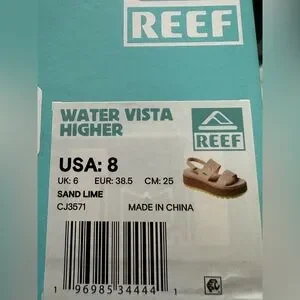 REEF
WATER VISTA
HIGHER
REEF
USA: 8
UK: 6 EUR: 38.5 CM: 25
SAND LIME
CJ3571 MADE IN CHINA
1 96985 34444 1